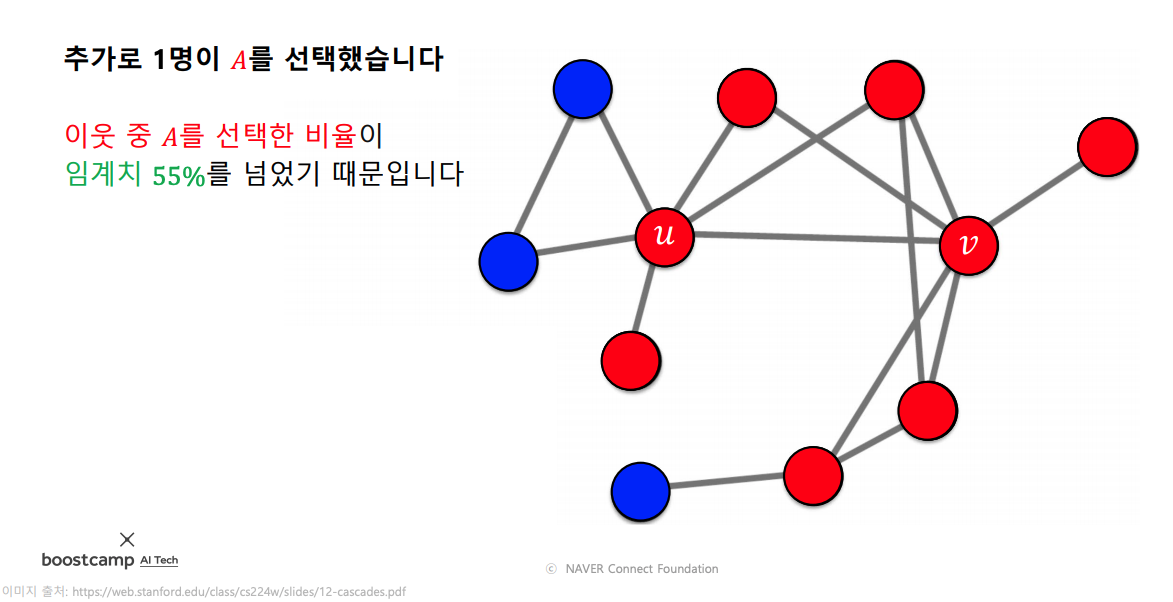 추가로 1명이 A를 선택했습니다
이웃 중 A를 선택한 비율이
임계치 55%를 넘었기 때문입니다
u
v
boostcamp AI Tech
ⓒ NAVER Connect Foundation
이미지 출처: https://web.stanford.edu/class/cs224w/slides/12-cascades.pdf